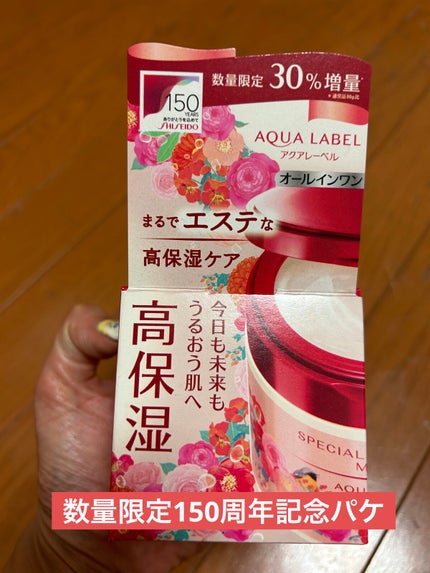 数量限定 30%増量*
*通常品90g比
150
YEARS
ありがとうを込めて
SHISEIDO
AQUA LABEL
アクアレーベル
オールインワン
まるでエステな
高保湿ケア
今日も未来も
うるおう肌へ
高保湿
SPECIAL
M
AQU
数量限定150周年記念パケ